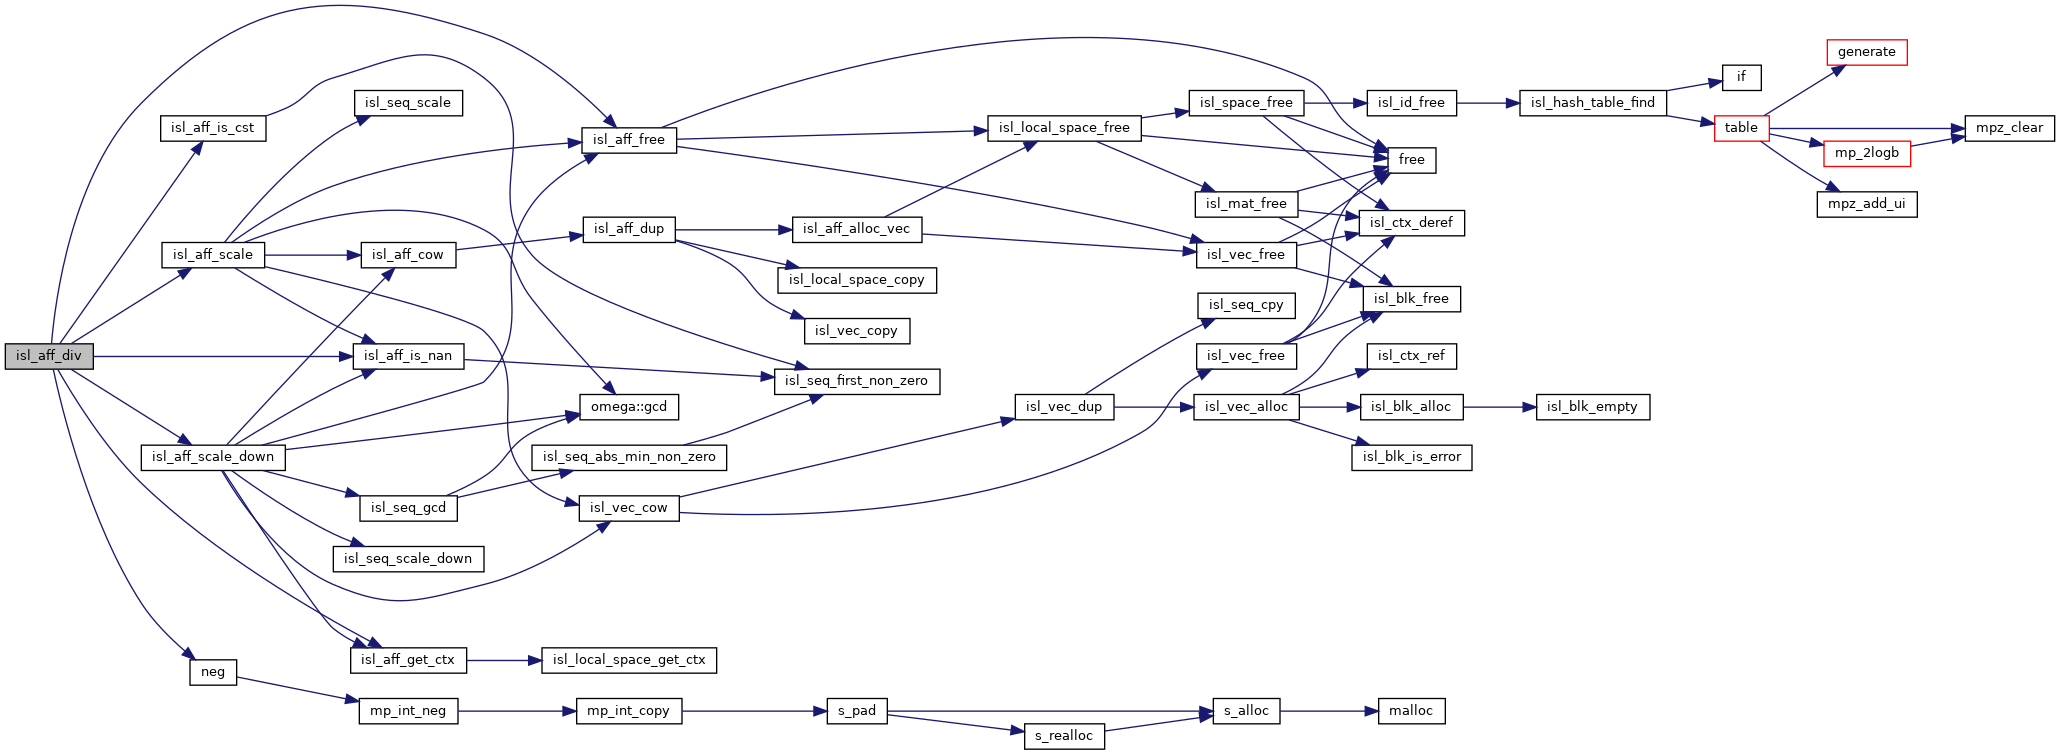 isl_aff_div
isl_aff_is_cst
isl_aff_scale
isl_aff_scale_down
neg
isl_seq_scale
isl_aff_cow
isl_aff_is_nan
isl_seq_gcd
isl_seq_scale_down
isl_aff_get_ctx
mp_int_neg
isl_aff_free
isl_aff_dup
omega::gcd
isl_seq_abs_min_non_zero
isl_vec_cow
isl_local_space_get_ctx
mp_int_copy
isl_aff_alloc_vec
isl_local_space_copy
isl_vec_copy
isl_seq_first_non_zero
s_pad
isl_local_space_free
isl_vec_dup
s_realloc
isl_space_free
isl_mat_free
isl_vec_free
isl_seq_cpy
isl_vec_free
isl_vec_alloc
s_alloc
isl_id_free
free
isl_ctx_deref
isl_blk_free
isl_ctx_ref
isl_blk_alloc
isl_blk_is_error
malloc
isl_hash_table_find
isl_blk_empty
if
table
generate
mp_2logb
mpz_add_ui
mpz_clear